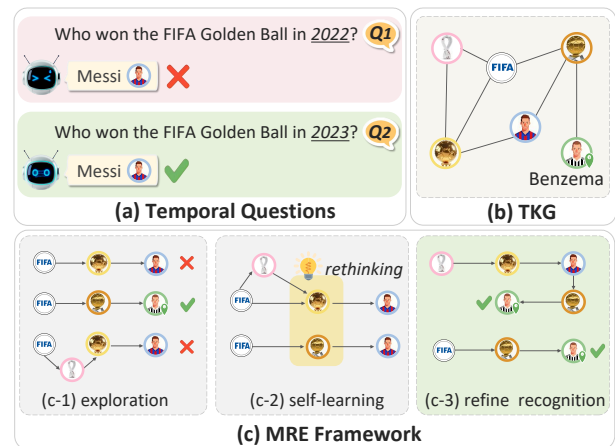 Who won the FIFA Golden Ball in 2022? Q1
Messi
Who won the FIFA Golden Ball in 2023? Q2
Messi
(a) Temporal Questions
FIFA
Benzema
(b) TKG
FIFA
FIFA
FIFA
(c-1) exploration
rethinking
FIFA
FIFA
(c-2) self-learning
FIFA
(c-3) refine recognition
(c) MRE Framework